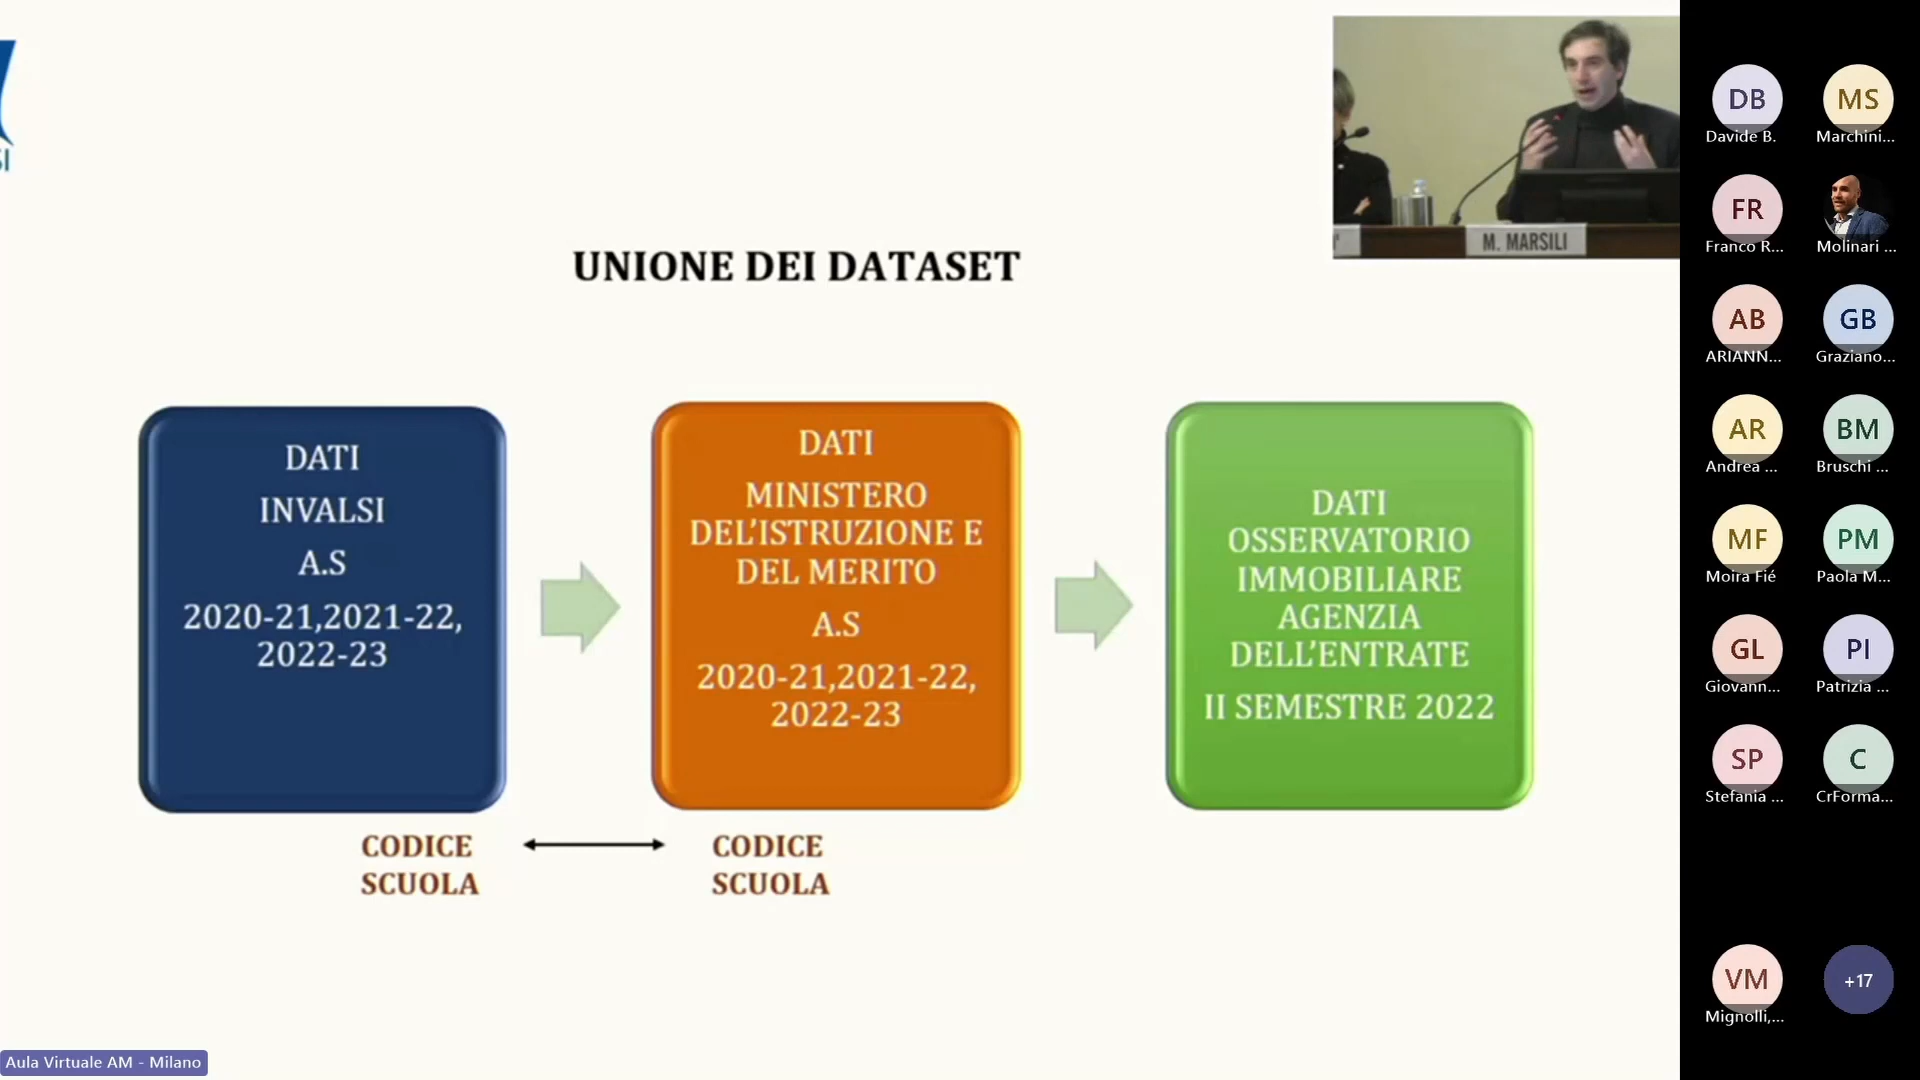 SI
M. MARSILI
UNIONE DEI DATASET
DATI
INVALSI
A.S
2020-21,2021-22,
2022-23
DATI
MINISTERO
DEL'ISTRUZIONE E
DEL MERITO
A.S
2020-21,2021-22,
2022-23
DATI
OSSERVATORIO
IMMOBILIARE
AGENZIA
DELL'ENTRATE
II SEMESTRE 2022
CODICE
SCUOLA
CODICE
SCUOLA
Aula Virtuale AM - Milano
DB
Davide B.
MS
Marchini...
FR
Franco R...
Molinari ...
AB
ARIANN...
GB
Graziano...
AR
Andrea ...
BM
Bruschi ...
MF
Moira Fié
PM
Paola M...
GL
Giovann...
PI
Patrizia ...
SP
Stefania ...
C
CrForma...
VM
Mignolli,...
+17